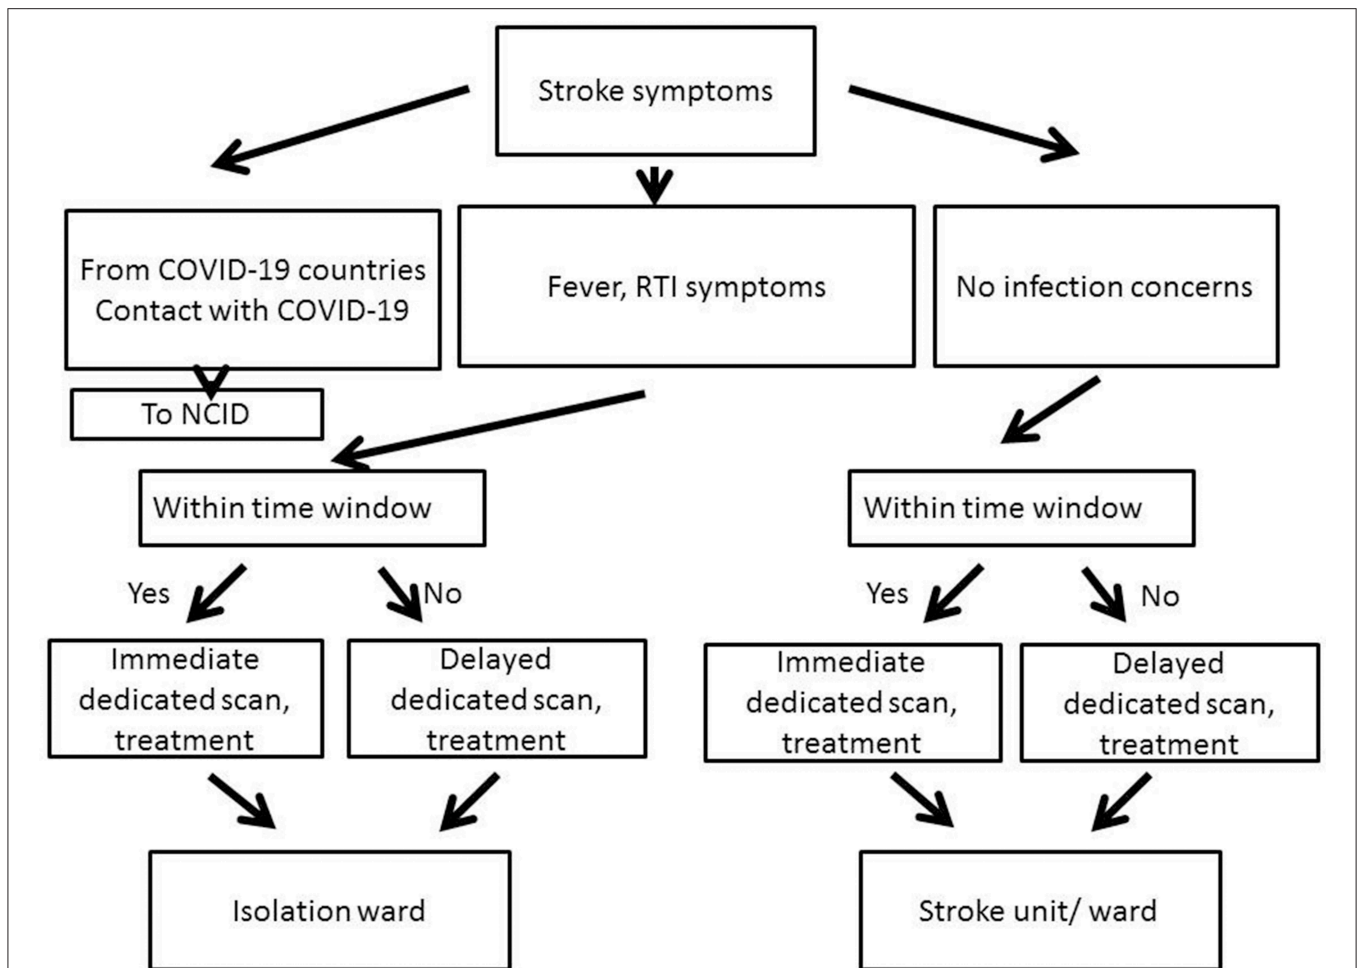 Stroke symptoms
From COVID-19 countries
Contact with COVID-19
Fever, RTI symptoms
No infection concerns
To NCID
Within time window
Within time window
Yes
No
Yes
No
Immediate
dedicated scan,
treatment
Delayed
dedicated scan,
treatment
Immediate
dedicated scan,
treatment
Delayed
dedicated scan,
treatment
Isolation ward
Stroke unit/ ward